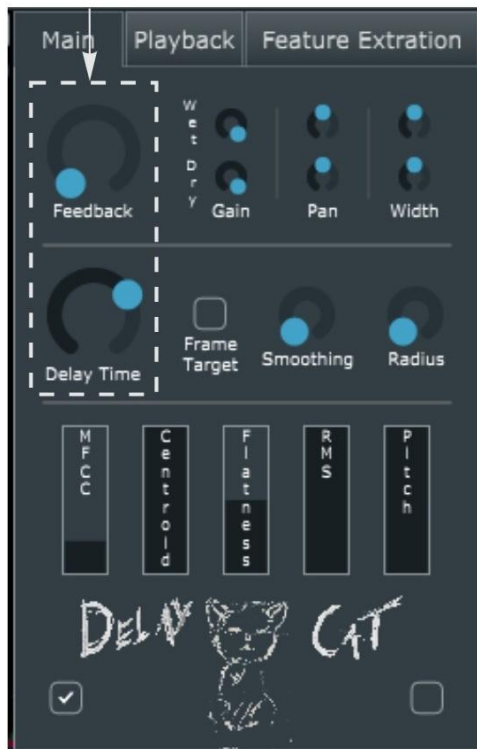 Main Playback Feature Extration
Wet
Dry
Feedback Gain Pan Width
Frame
Target
Delay Time Smoothing Radius
MFCC Centroid Flatness RMS Pitch
DELAY CAT